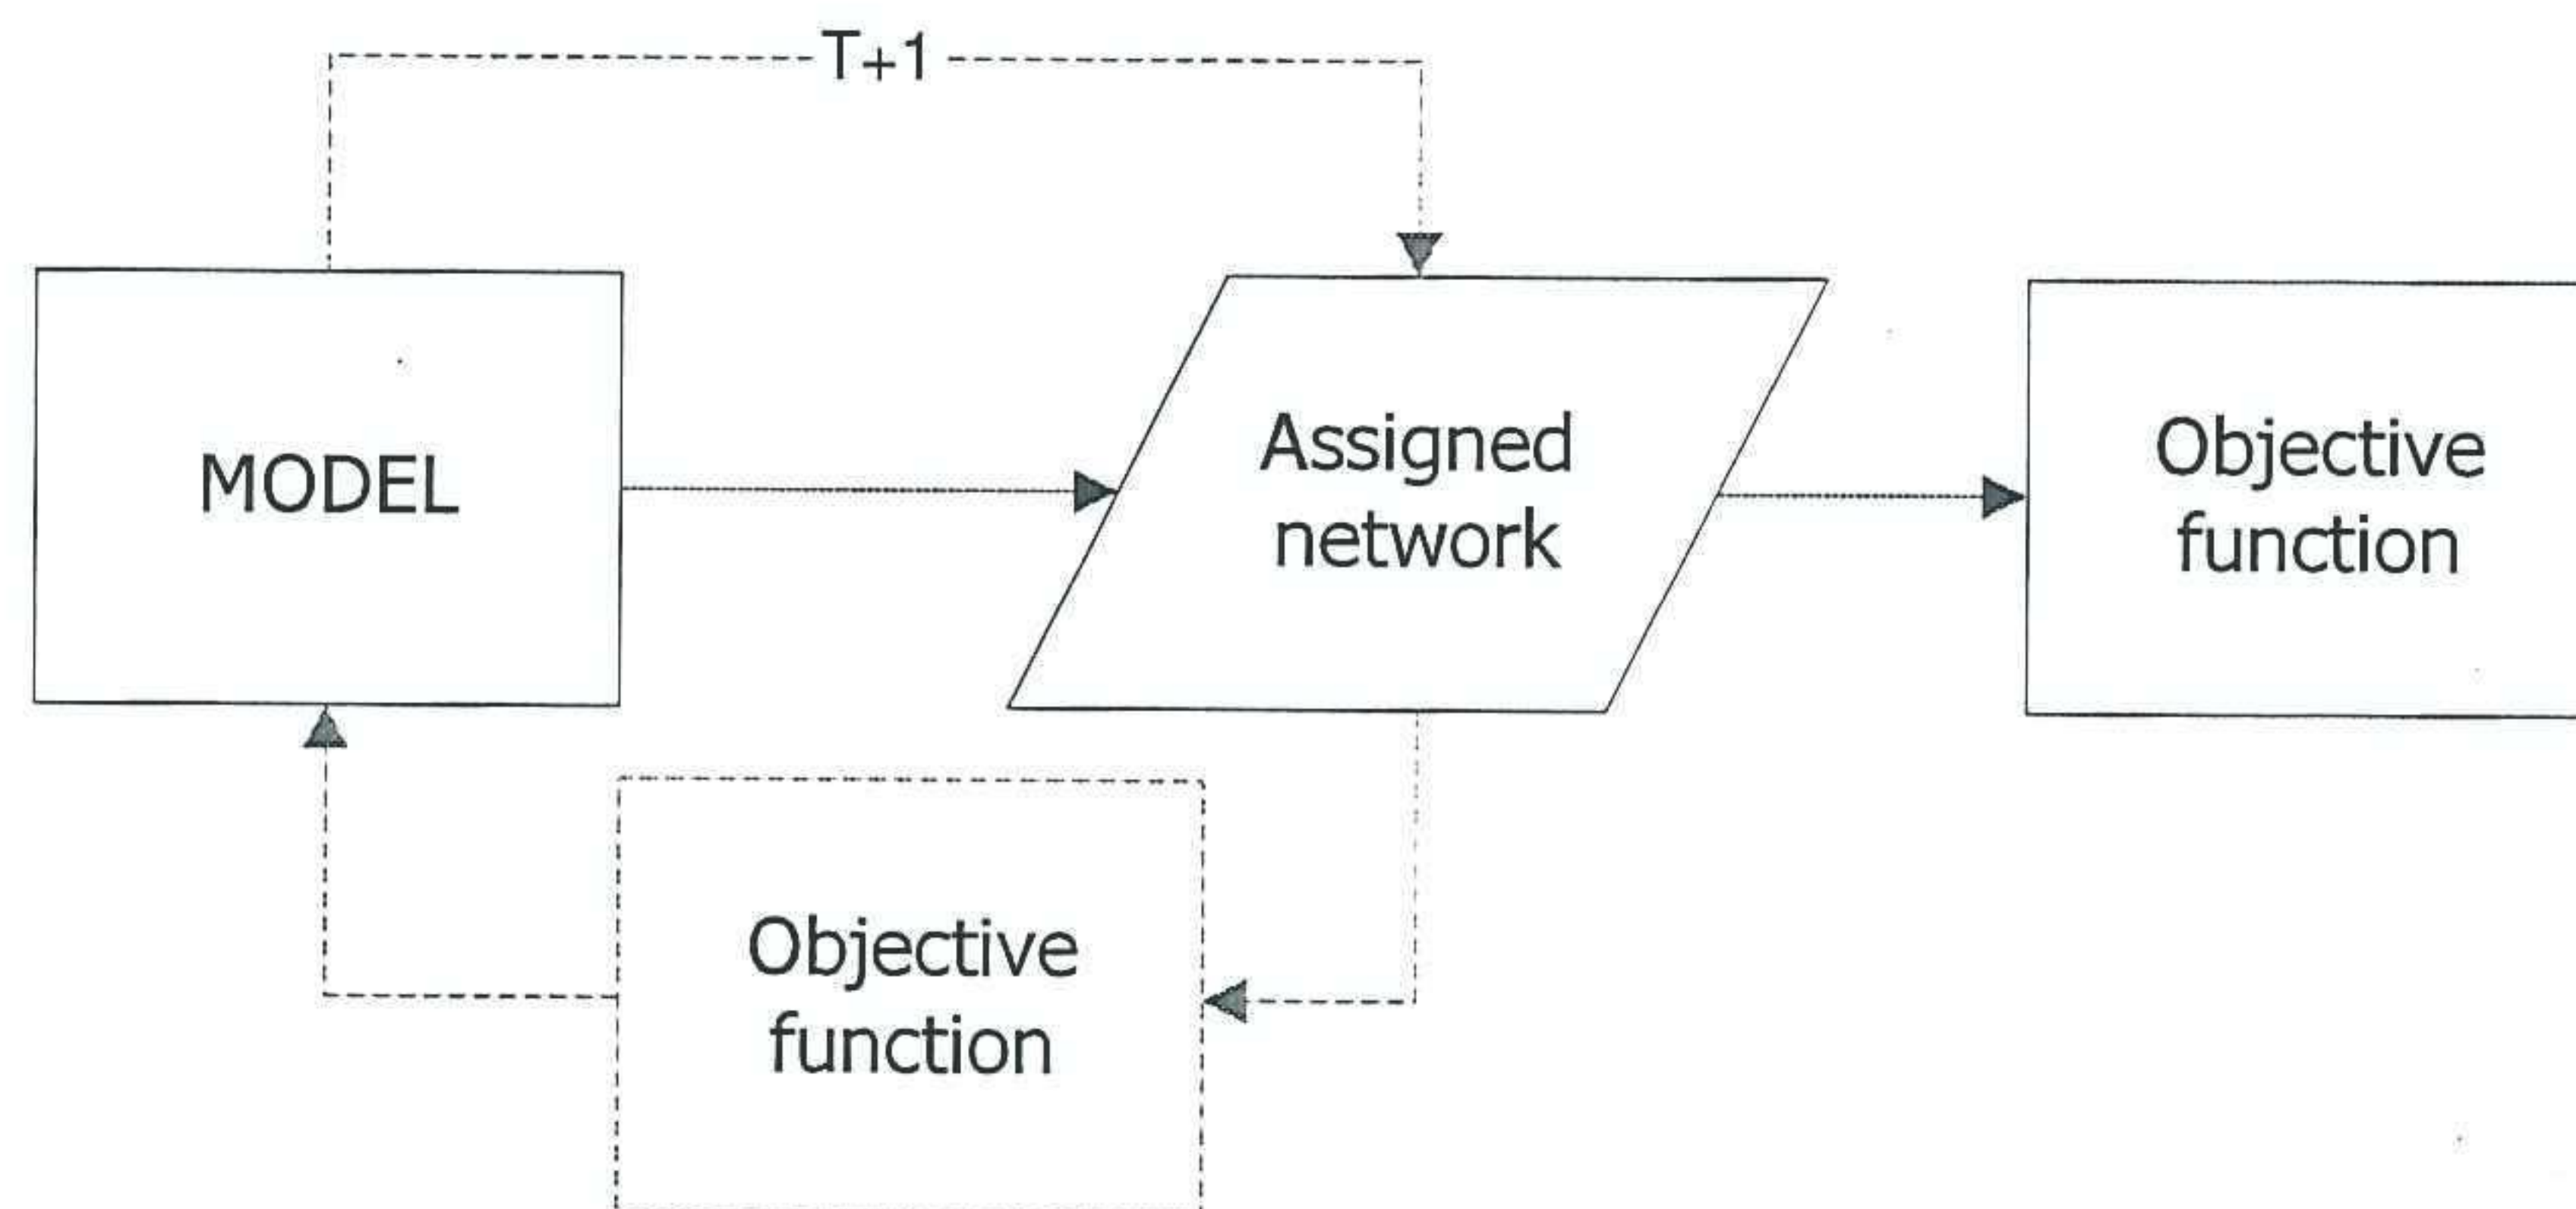 T+1
MODEL
Assigned
network
Objective
function
Objective
function